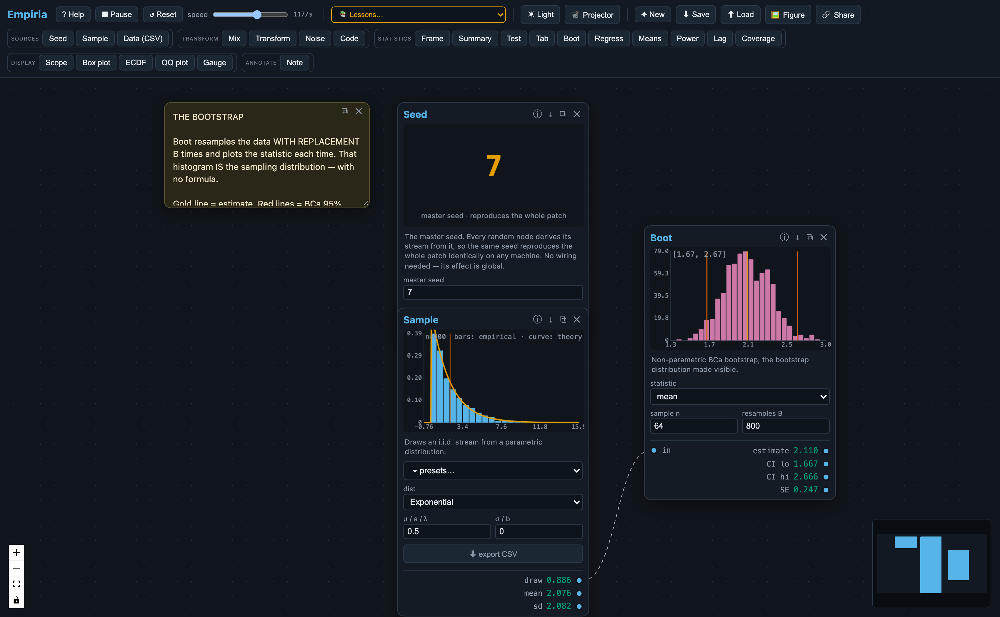 Empiria
? Help
Pause
↺ Reset
speed
117/s
Lessons…
Light
Projector
New
Save
Load
Figure
Share
SOURCES
Seed
Sample
Data (CSV)
TRANSFORM
Mix
Transform
Noise
Code
STATISTICS
Frame
Summary
Test
Tab
Boot
Regress
Means
Power
Lag
Coverage
DISPLAY
Scope
Box plot
ECDF
QQ plot
Gauge
ANNOTATE
Note
THE BOOTSTRAP
Boot resamples the data WITH REPLACEMENT
B times and plots the statistic each time. That
histogram IS the sampling distribution — with
no formula.
Gold line = estimate. Red lines = BCa 95%
Seed
7
master seed · reproduces the whole patch
The master seed. Every random node derives its
stream from it, so the same seed reproduces the
whole patch identically on any machine. No wiring
needed — its effect is global.
master seed
7
Sample
0.39
0.29
0.20
0.10
0
bars: empirical · curve: theory
−0.76
3.4
7.6
11.8
Draws an i.i.d. stream from a parametric
distribution.
presets…
dist
Exponential
μ / a / λ
σ / b
0.5
0
export CSV
draw 0.886
mean 2.076
sd 2.082
Boot
79.0
59.3
39.5
19.8
0
[1.67, 2.67]
1.3
1.7
2.1
2.5
3.0
Non-parametric BCa bootstrap; the bootstrap
distribution made visible.
statistic
mean
sample n
resamples B
64
800
in
estimate 2.110
CI lo 1.667
CI hi 2.666
SE 0.247